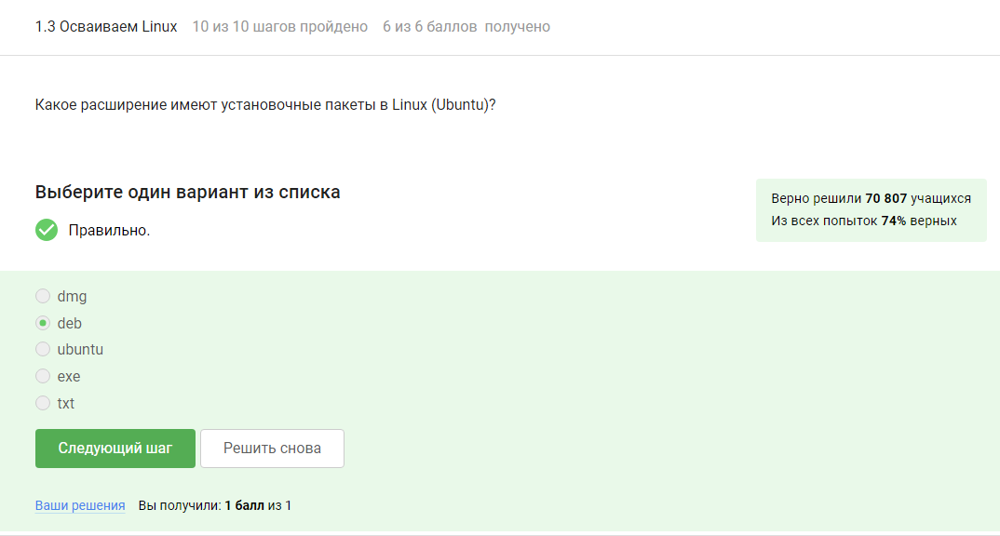 1.3 Осваиваем Linux 10 из 10 шагов пройдено 6 из 6 баллов получено
Какое расширение имеют установочные пакеты в Linux (Ubuntu)?
Выберите один вариант из списка
Правильно.
Верно решили 70 807 учащихся
Из всех попыток 74% верных
dmg
deb
ubuntu
exe
txt
Следующий шаг Решить снова
Ваши решения Вы получили: 1 балл из 1